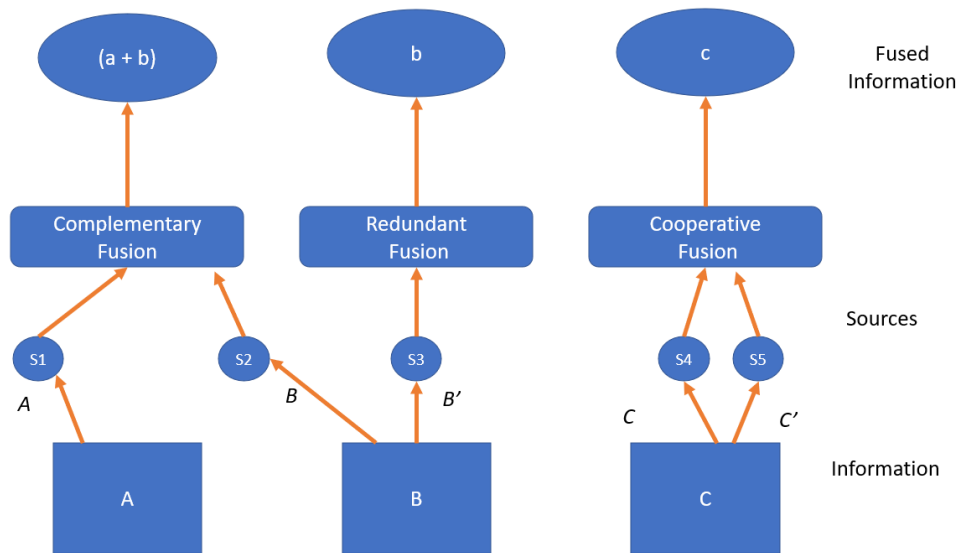 (a + b)
b
c
Fused
Information
Complementary
Fusion
Redundant
Fusion
Cooperative
Fusion
Sources
S1
S2
S3
S4
S5
A
B
B’
C
C’
Information
A
B
C